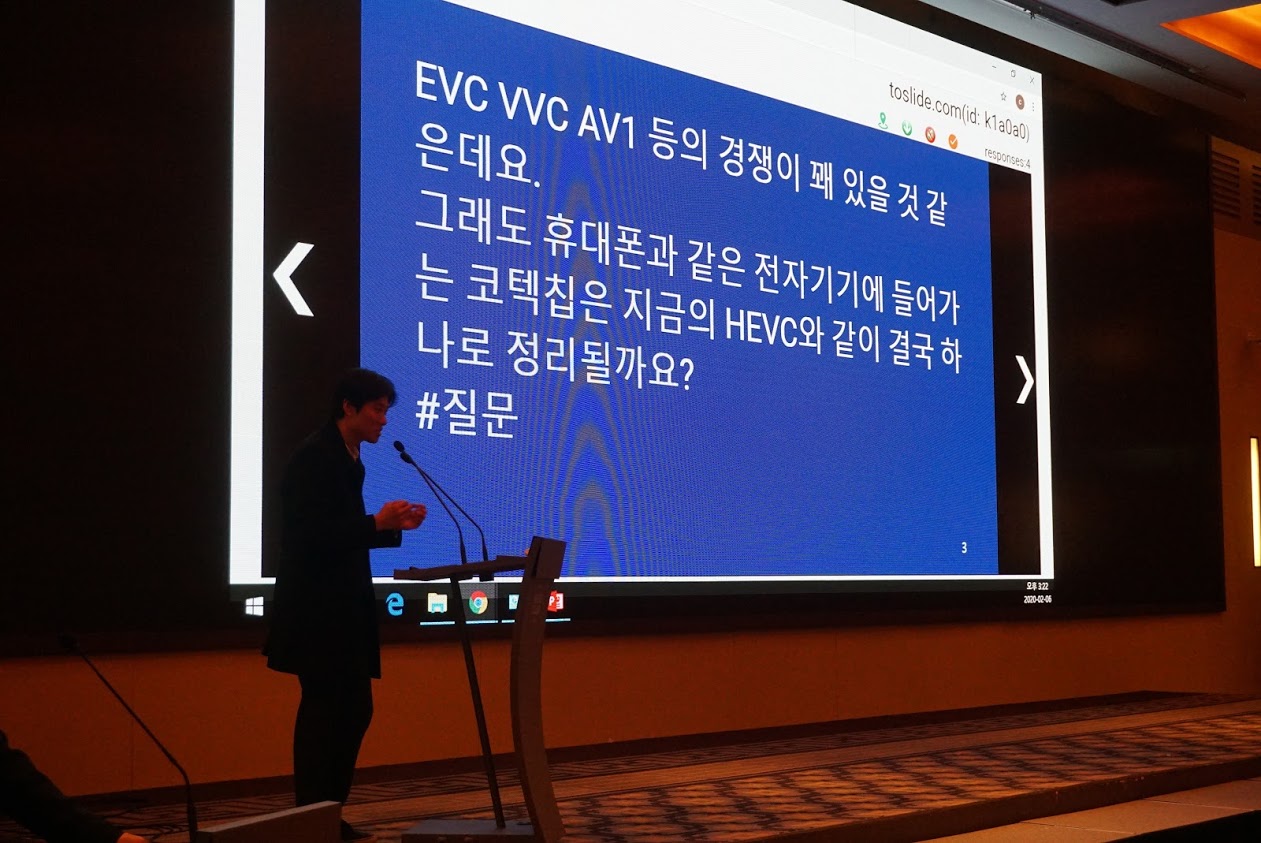 toslide.com(id: k1a0a0)
responses:4
EVC VVC AV1 등의 경쟁이 꽤 있을 것 같
은데요.
그래도 휴대폰과 같은 전자기기에 들어가
는 코텍칩은 지금의 HEVC와 같이 결국 하
나로 정리될까요?
#질문
3
오후 3:22
2020-02-06